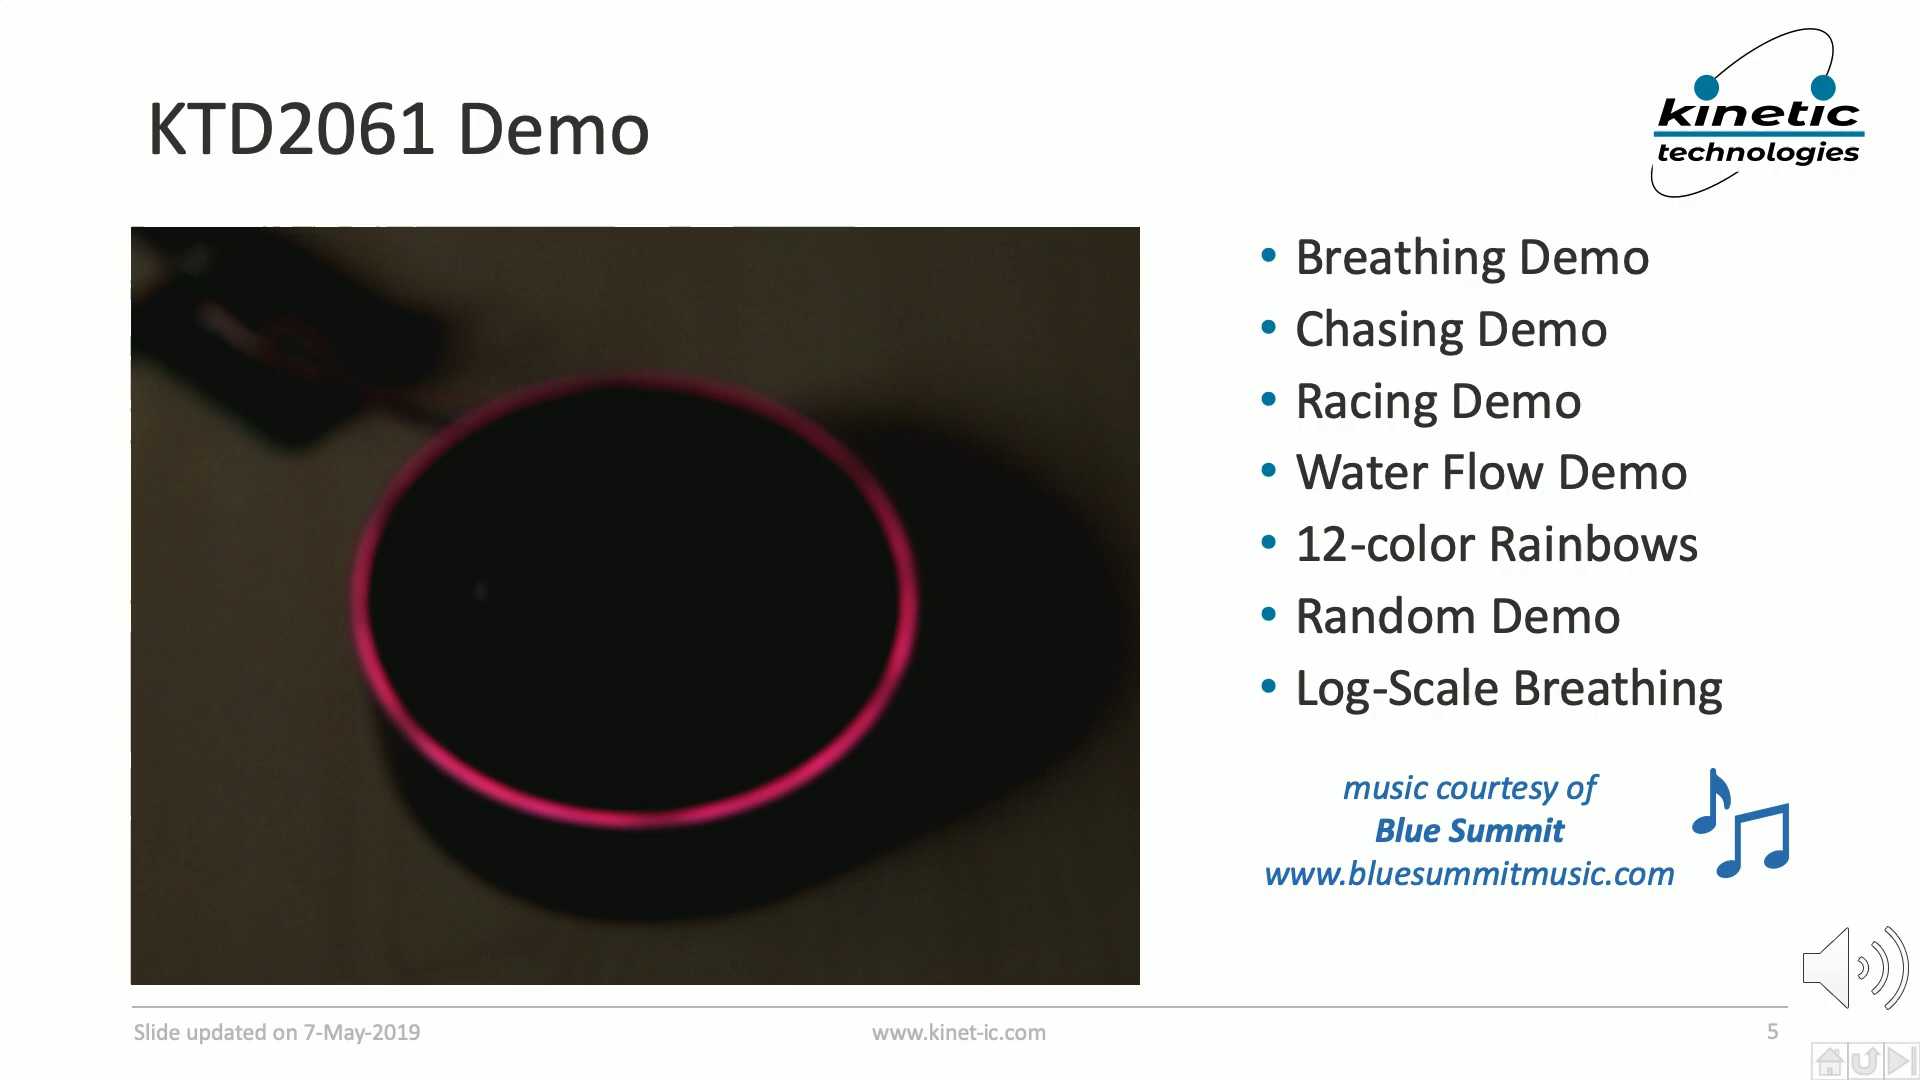 KTD2061 Demo
kinetic
technologies
• Breathing Demo
• Chasing Demo
• Racing Demo
• Water Flow Demo
• 12-color Rainbows
• Random Demo
• Log-Scale Breathing
music courtesy of
Blue Summit
www.bluesummitmusic.com
Slide updated on 7-May-2019
www.kinet-ic.com
5